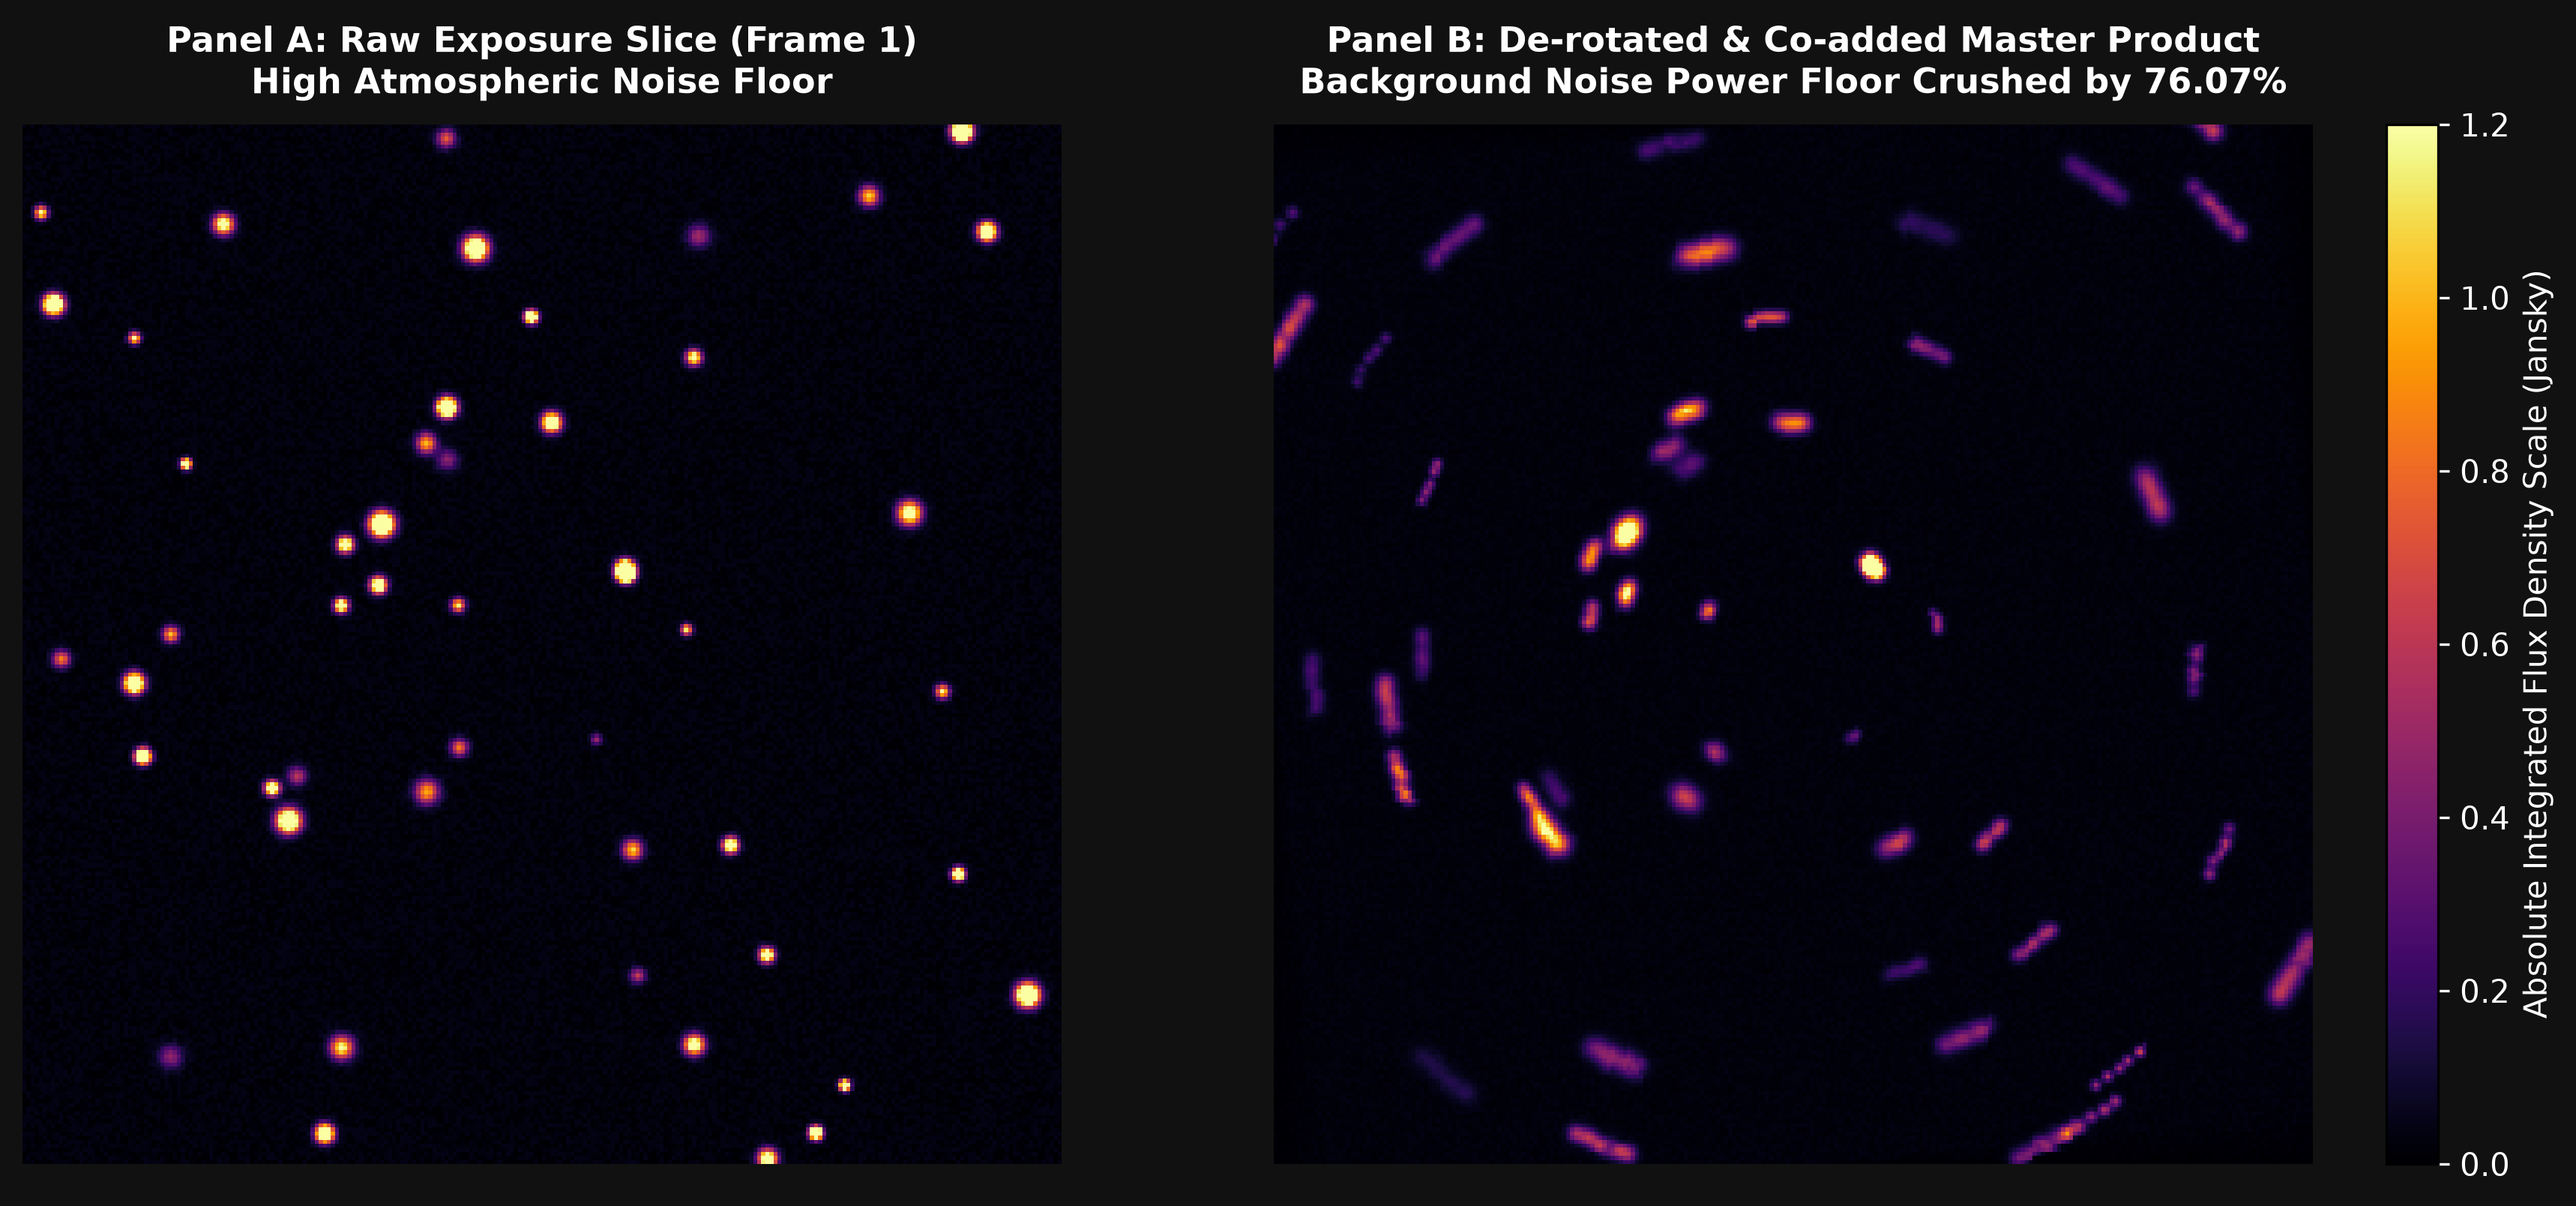 Panel A: Raw Exposure Slice (Frame 1)
High Atmospheric Noise Floor
Panel B: De-rotated & Co-added Master Product
Background Noise Power Floor Crushed by 76.07%
1.2
1.0
0.8
0.6
0.4
0.2
0.0
Absolute Integrated Flux Density Scale (Jansky)